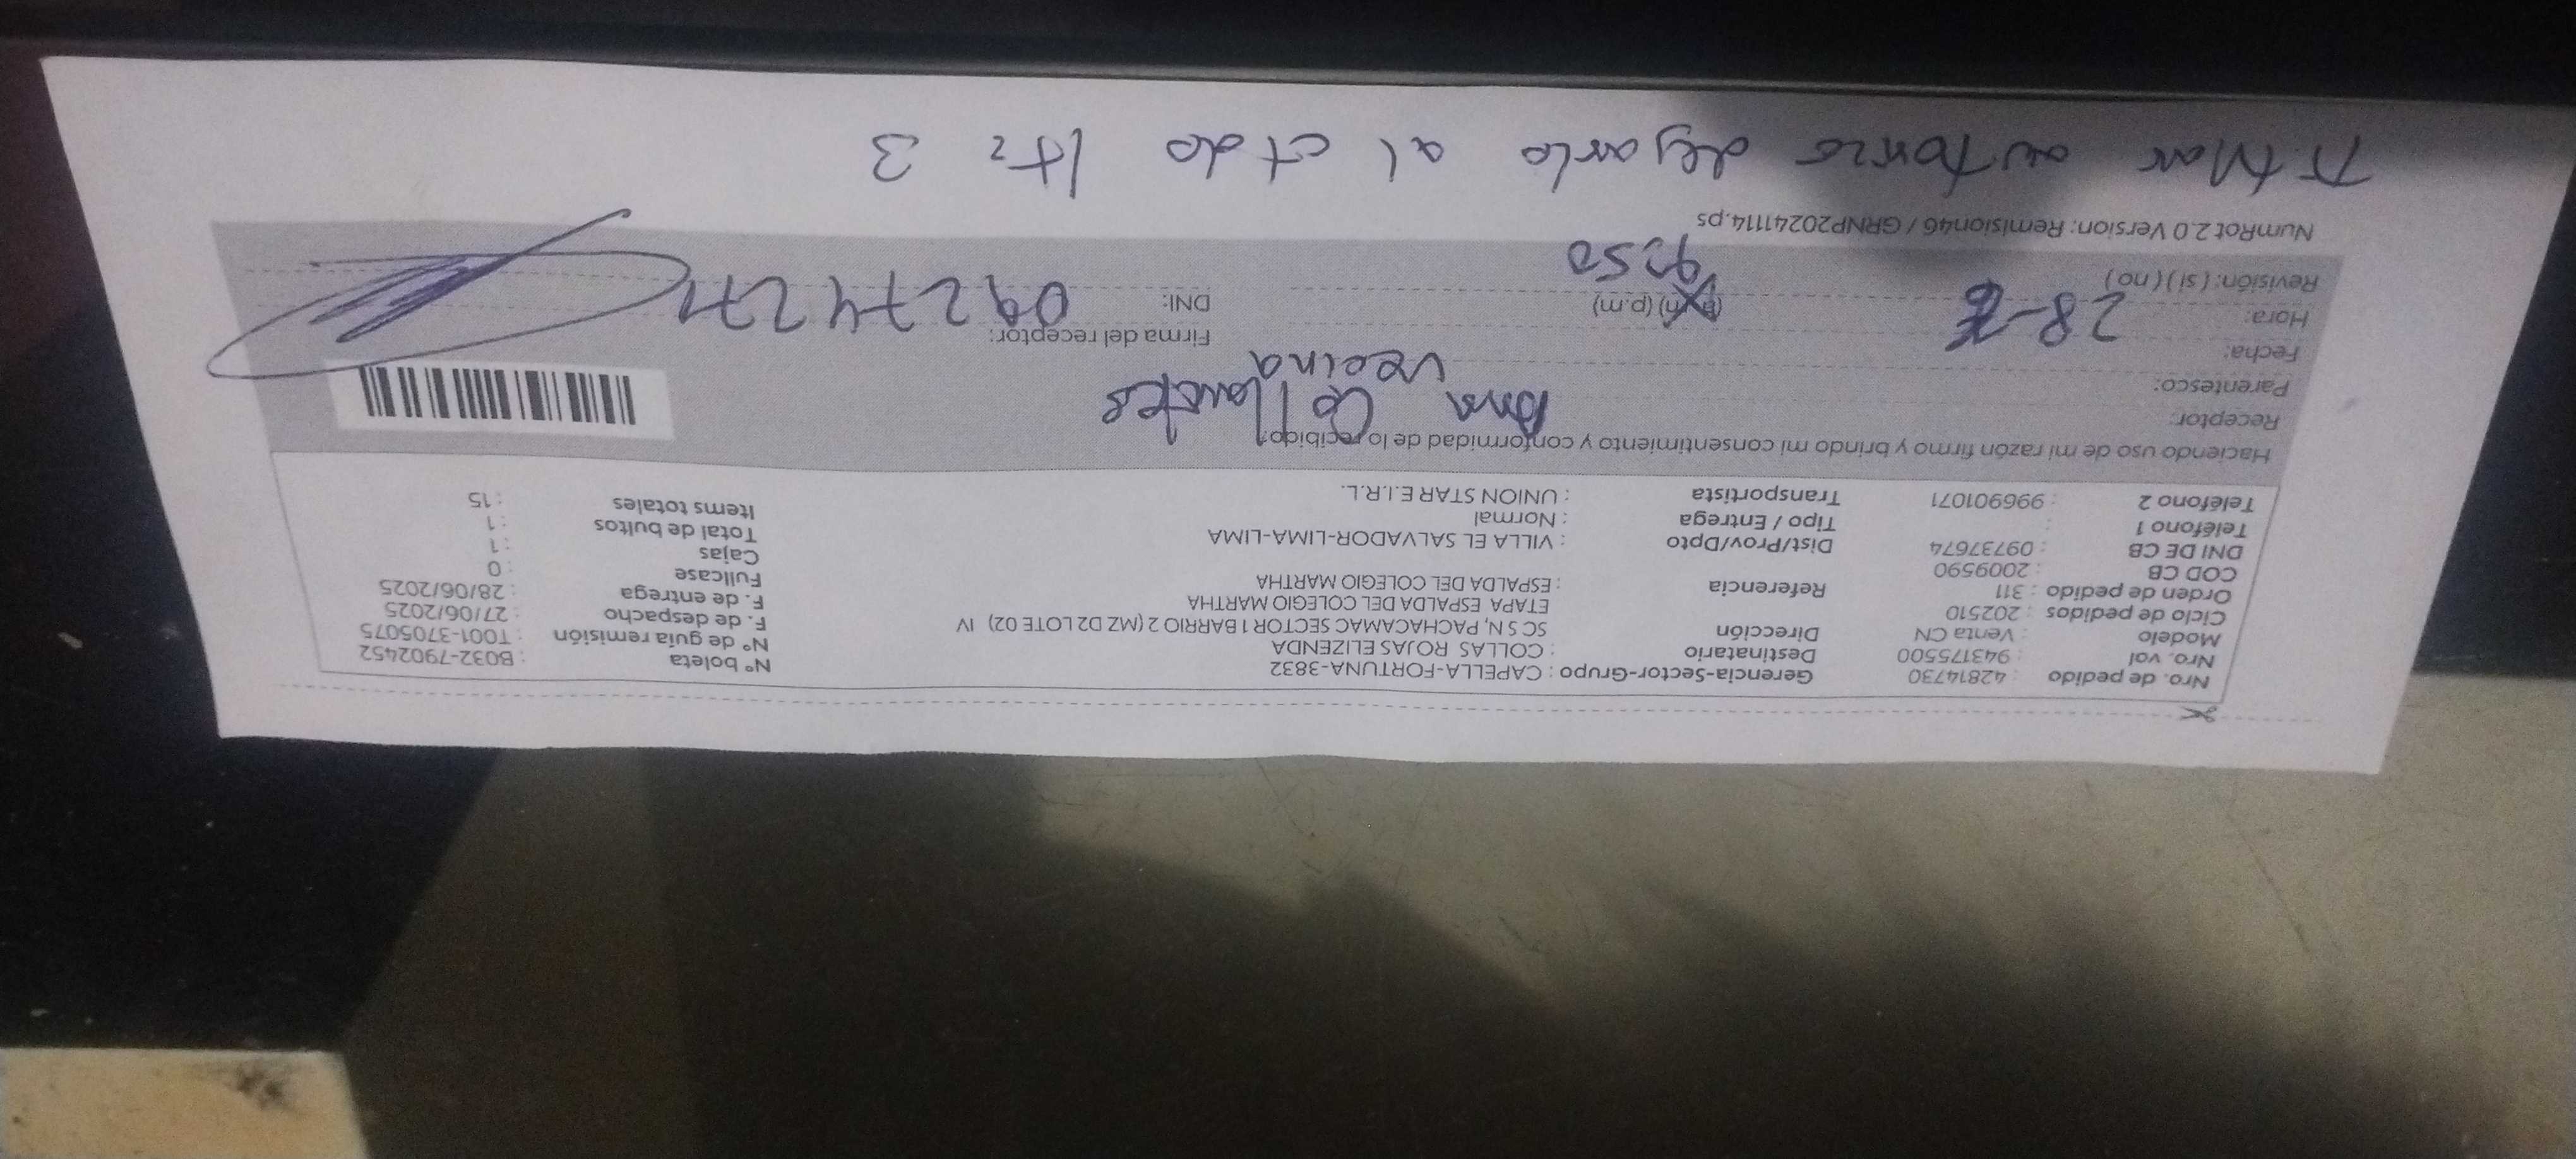 Nro. de pedido : 42814730 Gerencia-Sector-Grupo : CAPELLA-FORTUNA-3832 N° boleta : B032-7902452
Nro. val : 943175500 Destinatario : COLLAS ROJAS ELIZENDA N° de guía remisión : T001-3705075
Modelo : Venta CN Dirección SC S N, PACHACAMAC SECTOR 1 BARRIO 2 (MZ D2 LOTE 02) IV F. de despacho : 27/06/2025
Ciclo de pedidos : 202510 ETAPA ESPALDA DEL COLEGIO MARTHA F. de entrega : 28/06/2025
Orden de pedido : 311 Referencia : ESPALDA DEL COLEGIO MARTHA Fullcase : 0
COD CB : 2009590 Cajas : 1
DNI DE CB : 09737674 Dist/Prov/Dpto : VILLA EL SALVADOR-LIMA-LIMA Total de bultos : 1
Teléfono 1 : Tipo / Entrega : Normal Items totales : 15
Teléfono 2 : 996901071 Transportista : UNION STAR E.I.R.L.
Haciendo uso de mi razón firmo y brindo mi consentimiento y conformidad de lo recibido:
Receptor:
Parentesco: vecina
Fecha: 28-6 Firma del receptor:
Hora: (a.m) (p.m) DNI: 09274271
Revisión: ( si ) ( no ) 9:50
NumRot 2.0 Version: Remision46 / GRNP20241114.ps
autorizo dejarlo al ctdo lt: 3